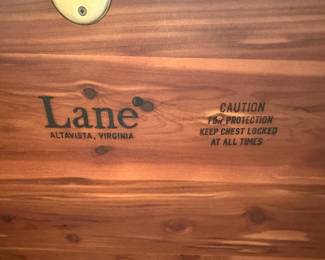 Lane
ALTAVISTA, VIRGINIA
CAUTION
FOR PROTECTION
KEEP CHEST LOCKED
AT ALL TIMES